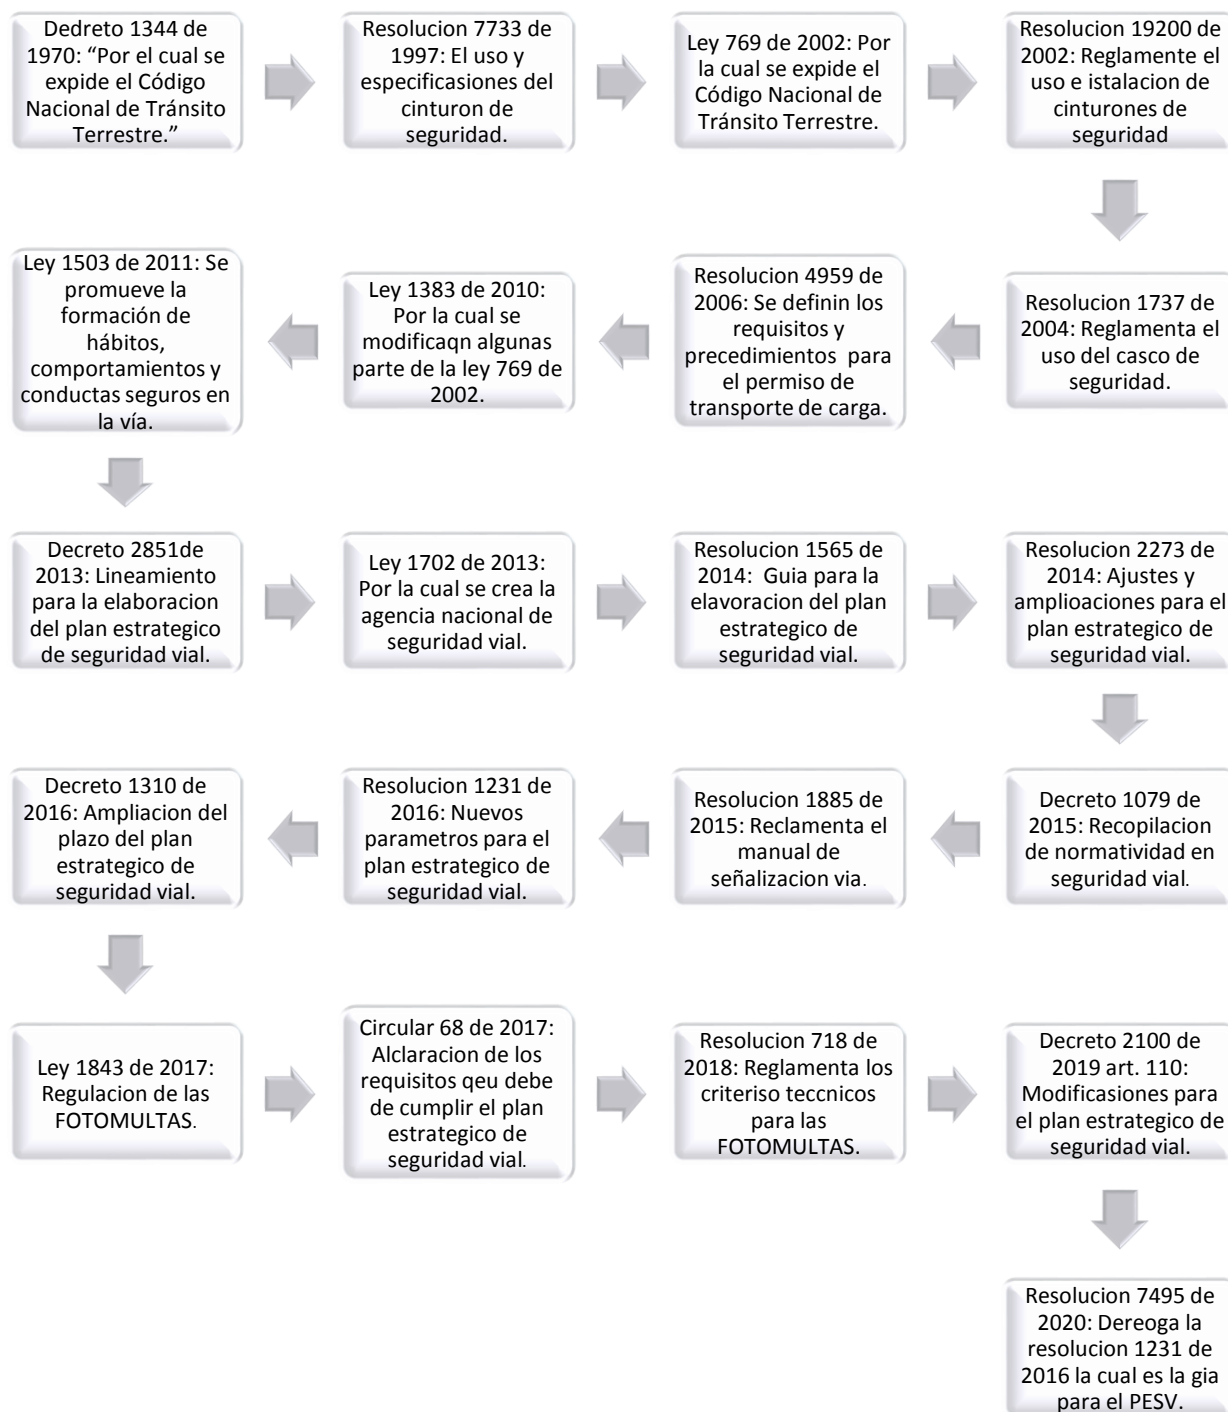 Dedreto 1344 de
1970: “Por el cual se
expide el Código
Nacional de Tránsito
Terrestre.”
Resolucion 7733 de
1997: El uso y
especificasiones del
cinturon de
seguridad.
Ley 769 de 2002: Por
la cual se expide el
Código Nacional de
Tránsito Terrestre.
Resolucion 19200 de
2002: Reglamente el
uso e istalacion de
cinturones de
seguridad
Resolucion 1737 de
2004: Reglamenta el
uso del casco de
seguridad.
Resolucion 4959 de
2006: Se definin los
requisitos y
precedimientos para
el permiso de
transporte de carga.
Ley 1383 de 2010:
Por la cual se
modificaqn algunas
parte de la ley 769 de
2002.
Ley 1503 de 2011: Se
promueve la
formación de
hábitos,
comportamientos y
conductas seguros en
la vía.
Decreto 2851de
2013: Lineamiento
para la elaboracion
del plan estrategico
de seguridad vial.
Ley 1702 de 2013:
Por la cual se crea la
agencia nacional de
seguridad vial.
Resolucion 1565 de
2014: Guia para la
elavoracion del plan
estrategico de
seguridad vial.
Resolucion 2273 de
2014: Ajustes y
amplioaciones para el
plan estrategico de
seguridad vial.
Decreto 1079 de
2015: Recopilacion
de normatividad en
seguridad vial.
Resolucion 1885 de
2015: Reclamenta el
manual de
señalizacion via.
Resolucion 1231 de
2016: Nuevos
parametros para el
plan estrategico de
seguridad vial.
Decreto 1310 de
2016: Ampliacion del
plazo del plan
estrategico de
seguridad vial.
Ley 1843 de 2017:
Regulacion de las
FOTOMULTAS.
Circular 68 de 2017:
Alclaracion de los
requisitos qeu debe
de cumplir el plan
estrategico de
seguridad vial.
Resolucion 718 de
2018: Reglamenta los
criteriso teccnicos
para las
FOTOMULTAS.
Decreto 2100 de
2019 art. 110:
Modificasiones para
el plan estrategico de
seguridad vial.
Resolucion 7495 de
2020: Dereoga la
resolucion 1231 de
2016 la cual es la gia
para el PESV.